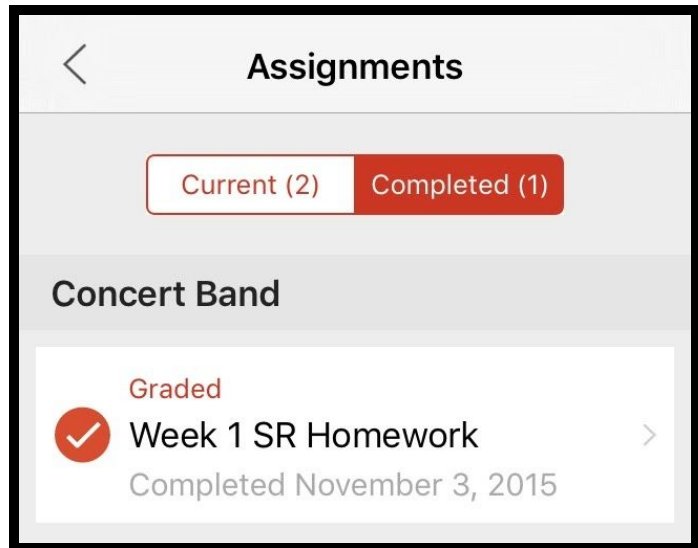 Assignments
Current (2) Completed (1)
Concert Band
Graded
Week 1 SR Homework
Completed November 3, 2015